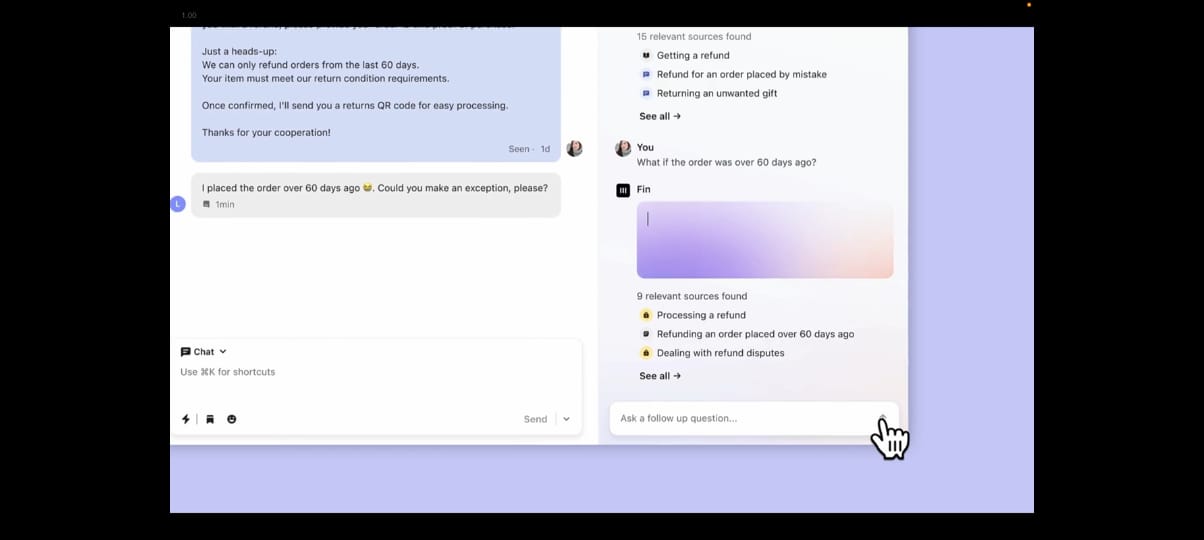 1.00
Just a heads-up:
We can only refund orders from the last 60 days.
Your item must meet our return condition requirements.
Once confirmed, I'll send you a returns QR code for easy processing.
Thanks for your cooperation!
Seen · 1d
L
I placed the order over 60 days ago 😅. Could you make an exception, please?
1min
Chat
Use ⌘K for shortcuts
Send
15 relevant sources found
Getting a refund
Refund for an order placed by mistake
Returning an unwanted gift
See all →
You
What if the order was over 60 days ago?
Fin
9 relevant sources found
Processing a refund
Refunding an order placed over 60 days ago
Dealing with refund disputes
See all →
Ask a follow up question...